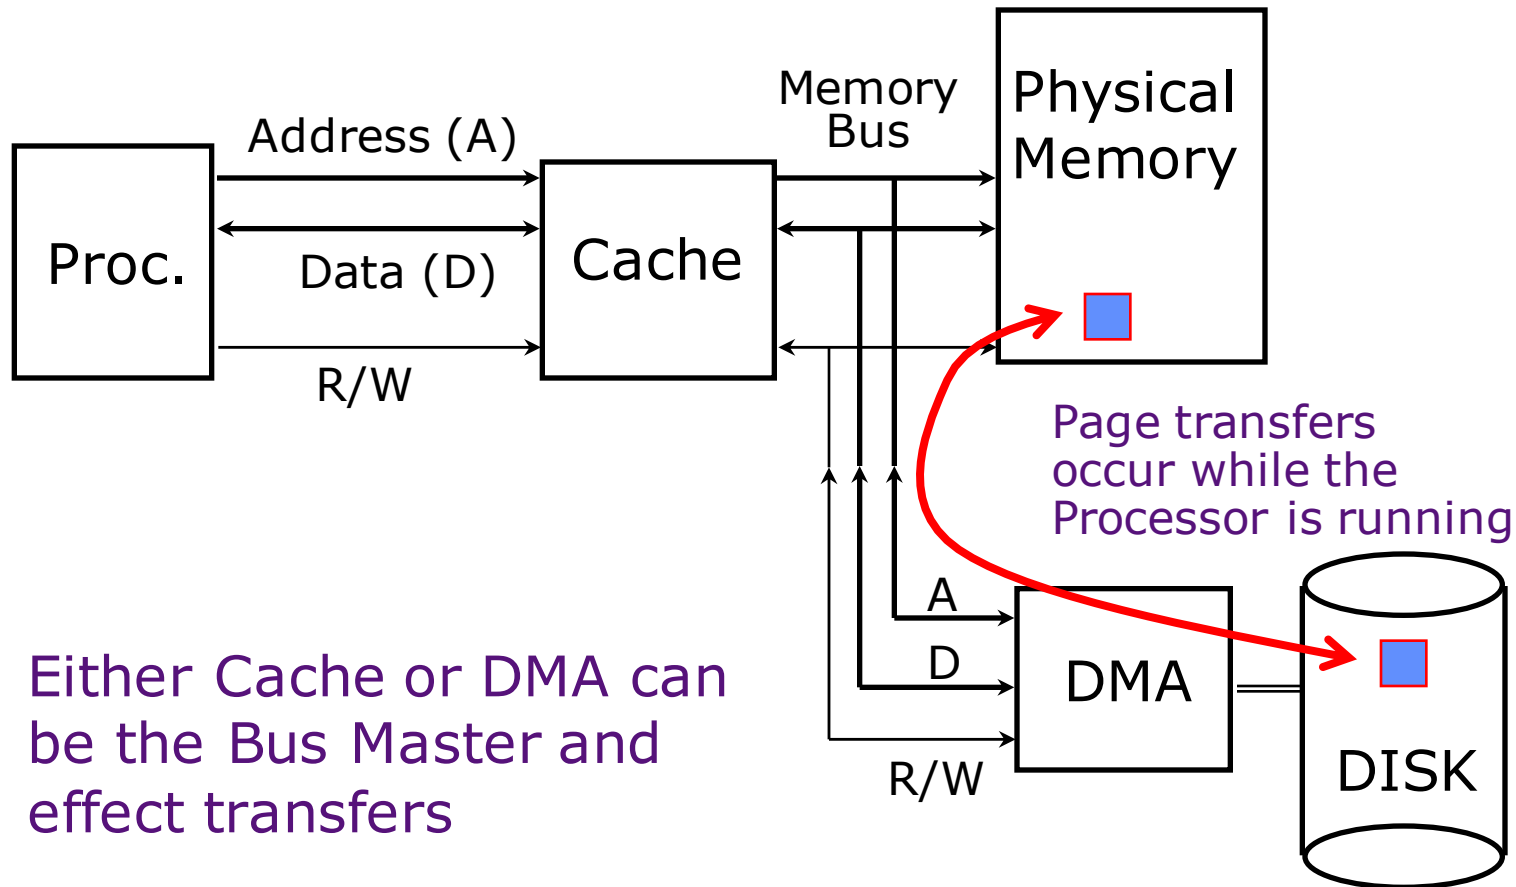 Memory
Bus
Physical
Memory
Address (A)
Proc.
Data (D)
Cache
R/W
Page transfers
occur while the
Processor is running
A
D
DMA
R/W
DISK
Either Cache or DMA can
be the Bus Master and
effect transfers